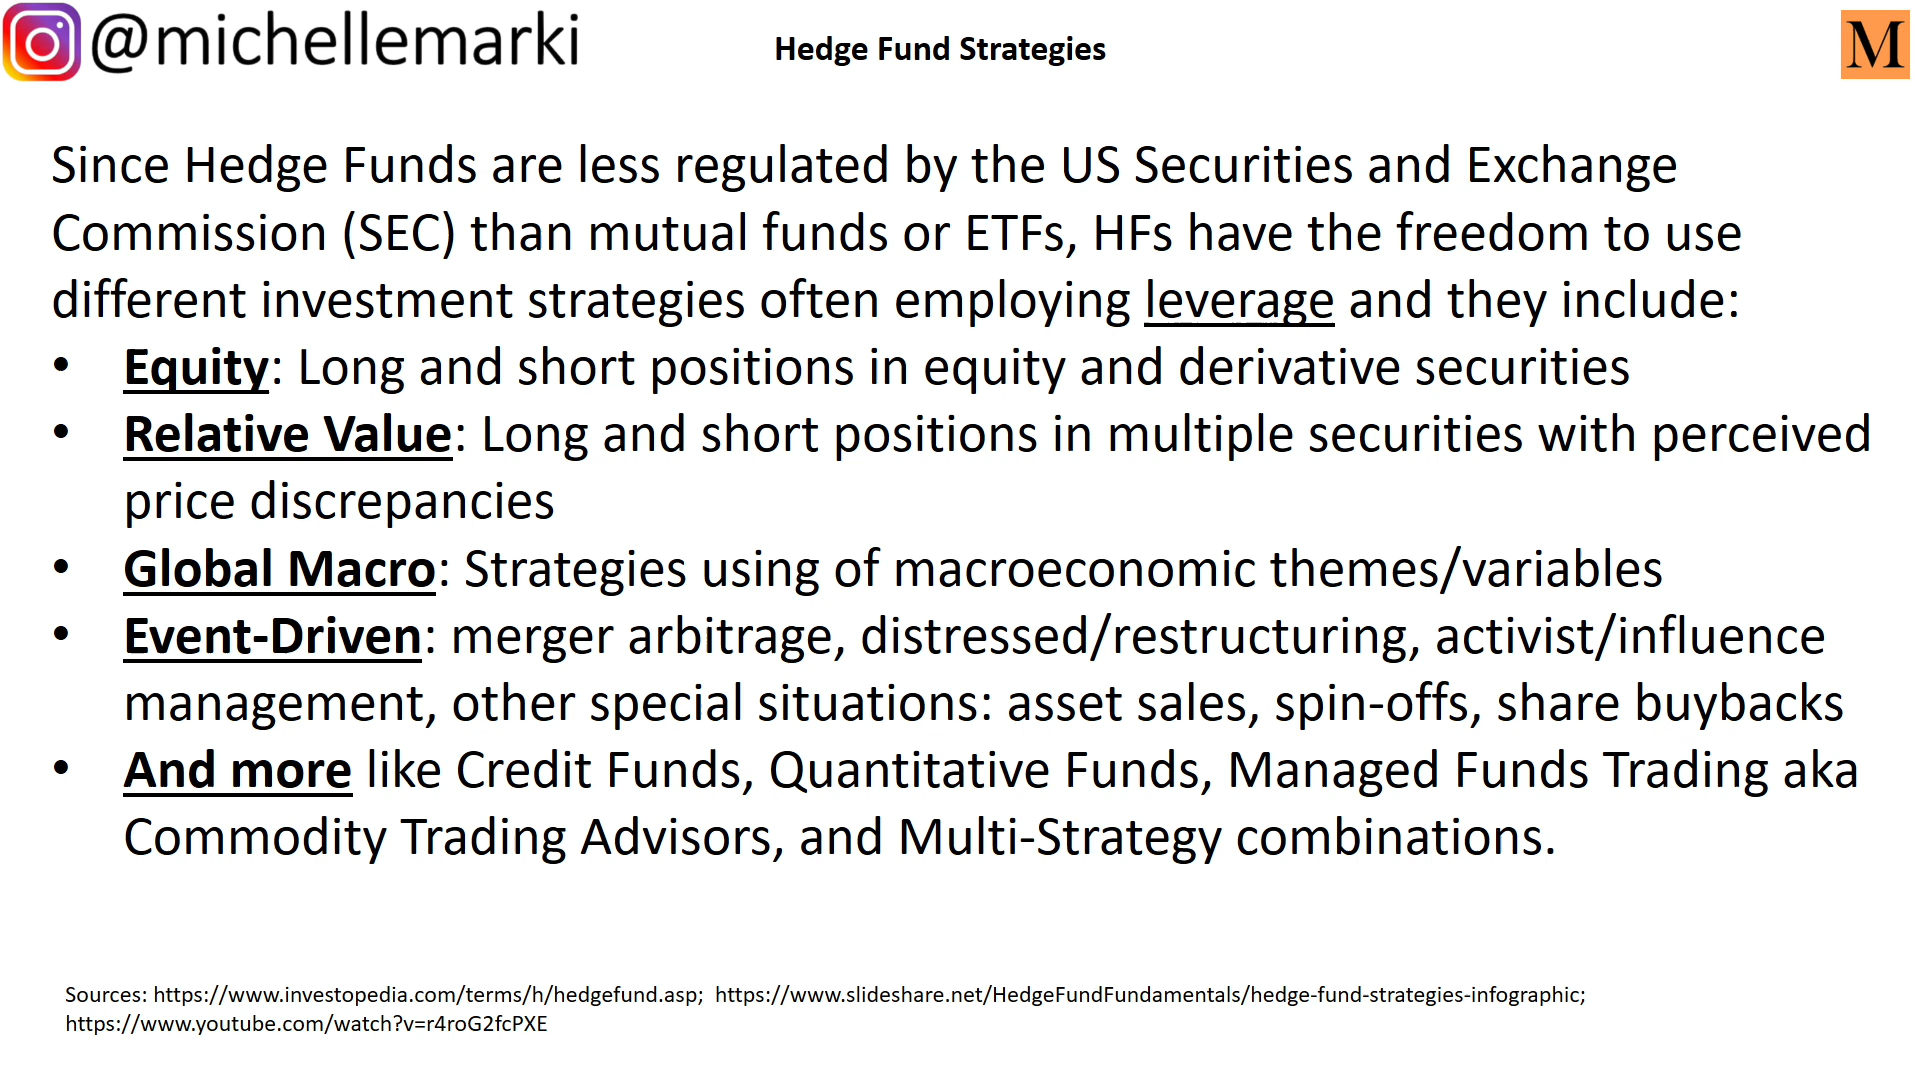 @michellemarki
Hedge Fund Strategies
M
Since Hedge Funds are less regulated by the US Securities and Exchange
Commission (SEC) than mutual funds or ETFs, HFs have the freedom to use
different investment strategies often employing leverage and they include:
• Equity: Long and short positions in equity and derivative securities
• Relative Value: Long and short positions in multiple securities with perceived
price discrepancies
• Global Macro: Strategies using of macroeconomic themes/variables
• Event-Driven: merger arbitrage, distressed/restructuring, activist/influence
management, other special situations: asset sales, spin-offs, share buybacks
• And more like Credit Funds, Quantitative Funds, Managed Funds Trading aka
Commodity Trading Advisors, and Multi-Strategy combinations.
Sources: https://www.investopedia.com/terms/h/hedgefund.asp; https://www.slideshare.net/HedgeFundFundamentals/hedge-fund-strategies-infographic;
https://www.youtube.com/watch?v=r4roG2fcPXE